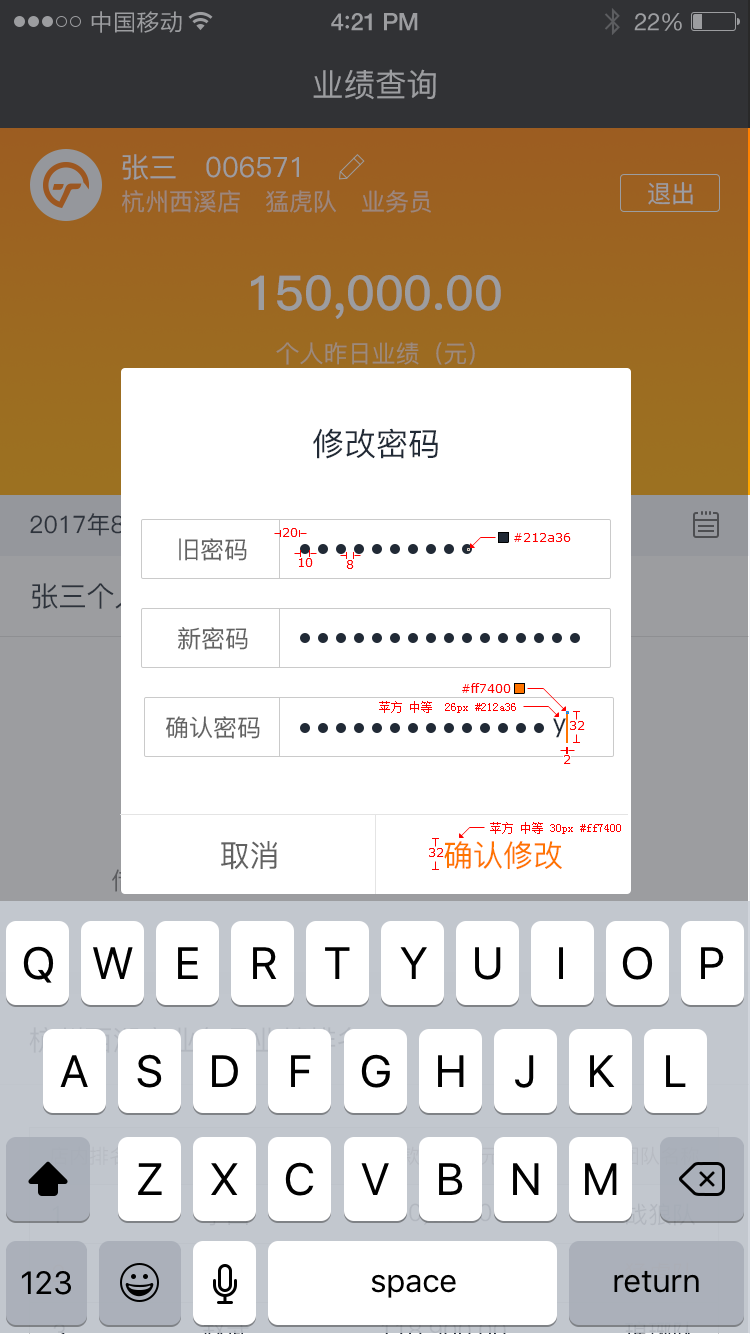 中国移动 4:21 PM 22%
业绩查询
张三 006571
杭州西溪店 猛虎队 业务员
退出
150,000.00
个人昨日业绩（元）
修改密码
2017年8
旧密码
20
#212a36
10
8
张三个人
新密码
#ff7400
苹方 中等 26px #212a36
确认密码
y
32
2
苹方 中等 30px #ff7400
取消
32
确认修改
Q W E R T Y U I O P
A S D F G H J K L
Z X C V B N M
123 space return